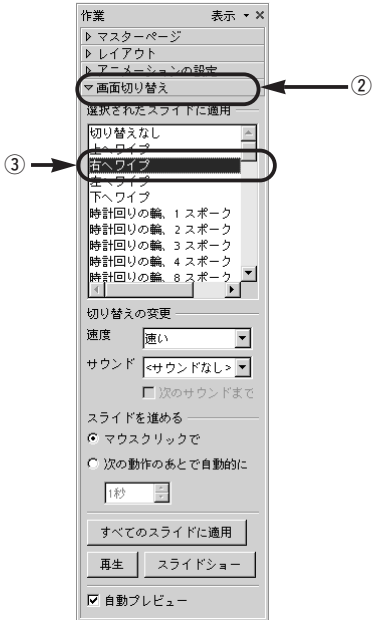 作業 表示
マスターページ
レイアウト
アニメーションの設定
画面切り替え
②
選択されたスライドに適用
切り替えなし
上へワイプ
③
右へワイプ
左へワイプ
下へワイプ
時計回りの輪、1 スポーク
時計回りの輪、2 スポーク
時計回りの輪、3 スポーク
時計回りの輪、4 スポーク
時計回りの輪、8 スポーク
切り替えの変更
速度 速い
サウンド <サウンドなし>
次のサウンドまで
スライドを進める
マウスクリックで
次の動作のあとで自動的に
1秒
すべてのスライドに適用
再生 スライドショー
自動プレビュー